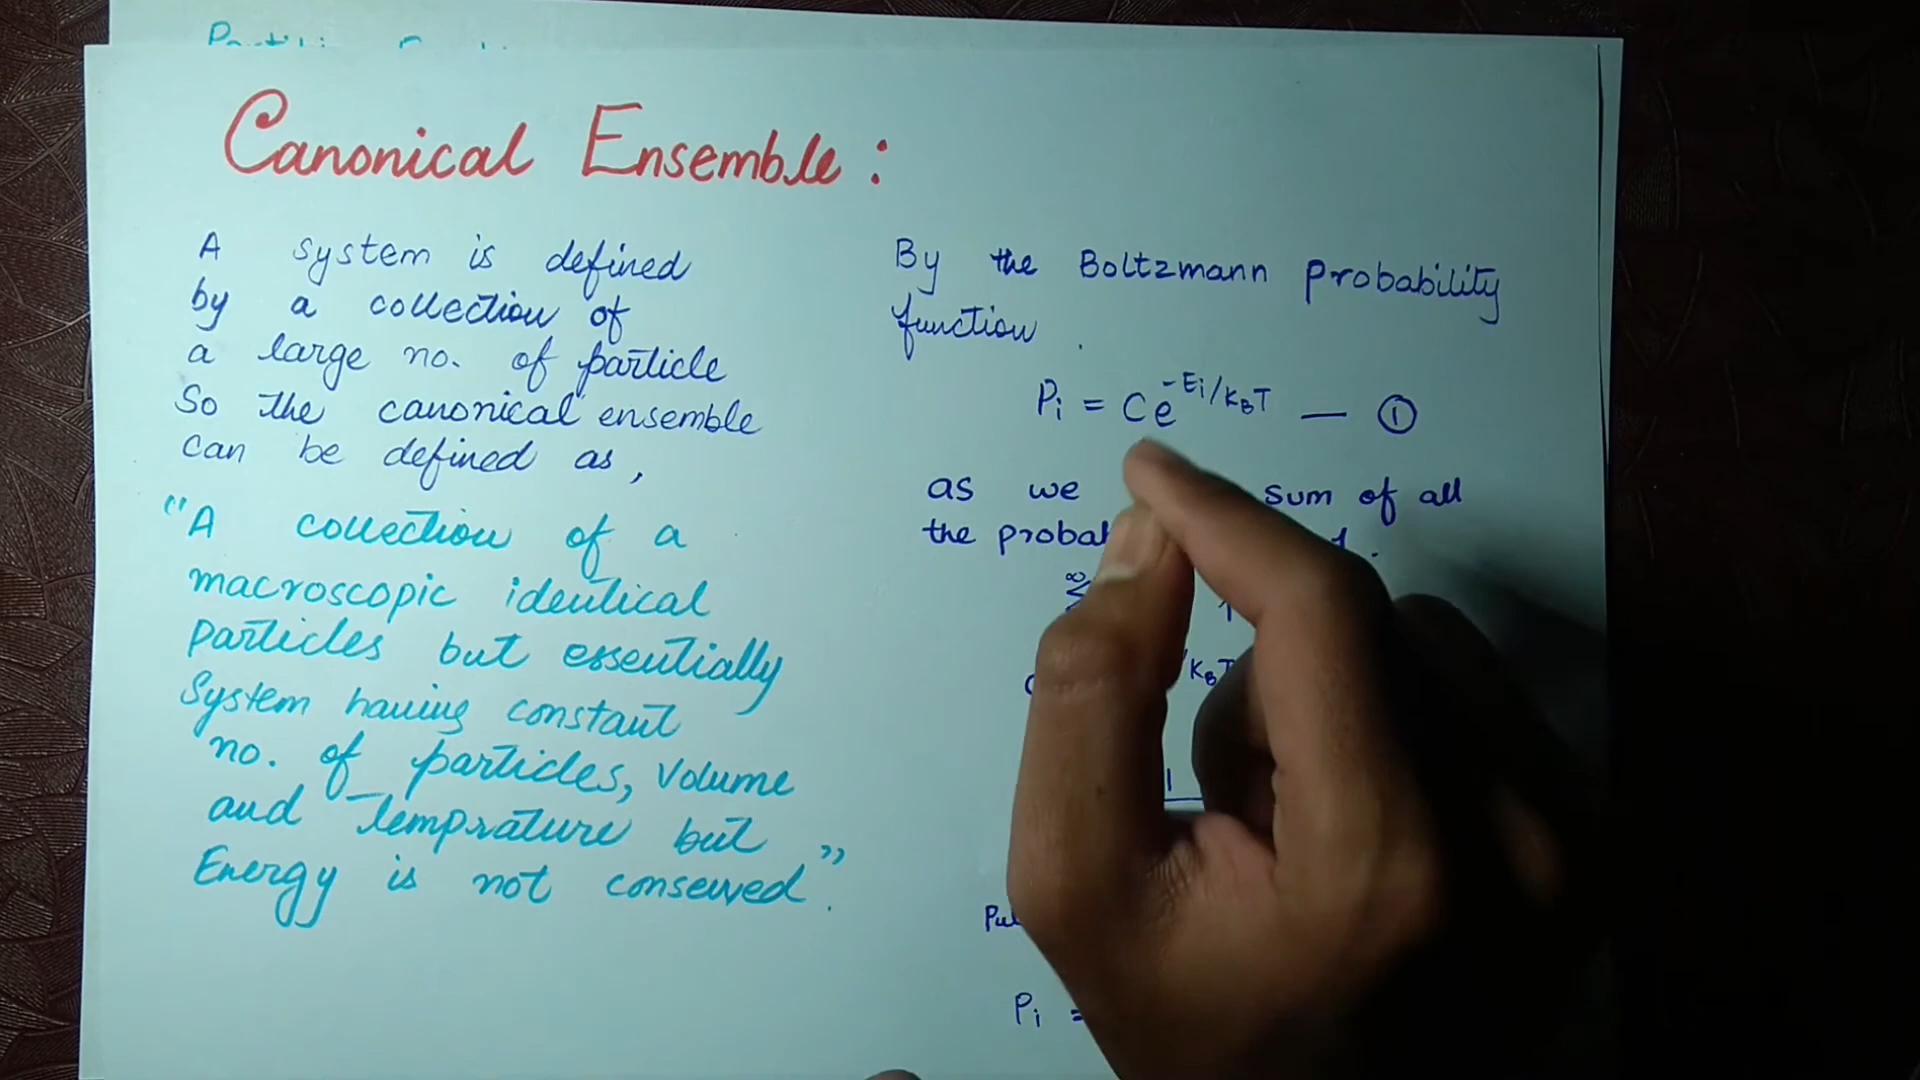 Canonical Ensemble :
A system is defined
by a collection of
a large no. of particle
So the canonical ensemble
can be defined as,
"A collection of a
macroscopic identical
particles but essentially
System having constant
no. of particles, Volume
and Temprature but
Energy is not conserved."
By the Boltzmann probability
function.
Pi = Ce^-Ei/KBT — ①
as we sum of all
the
KBT
Pi =